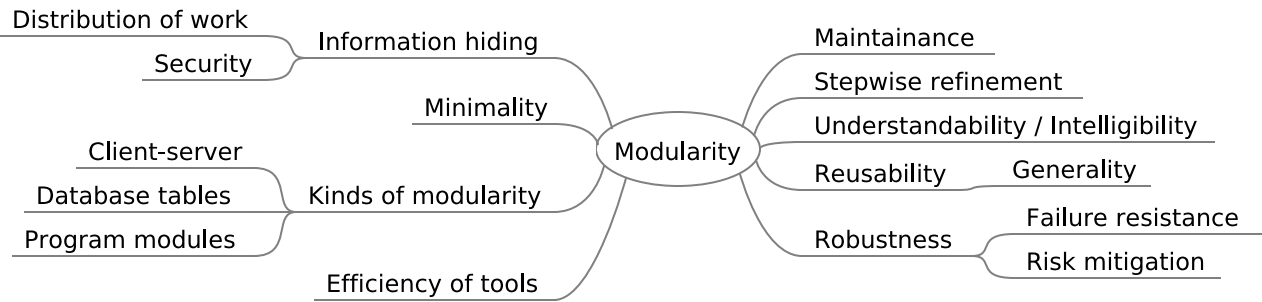 Distribution of work
Security
Information hiding
Minimality
Client-server
Database tables
Program modules
Kinds of modularity
Efficiency of tools
Modularity
Maintainance
Stepwise refinement
Understandability / Intelligibility
Reusability
Generality
Robustness
Failure resistance
Risk mitigation